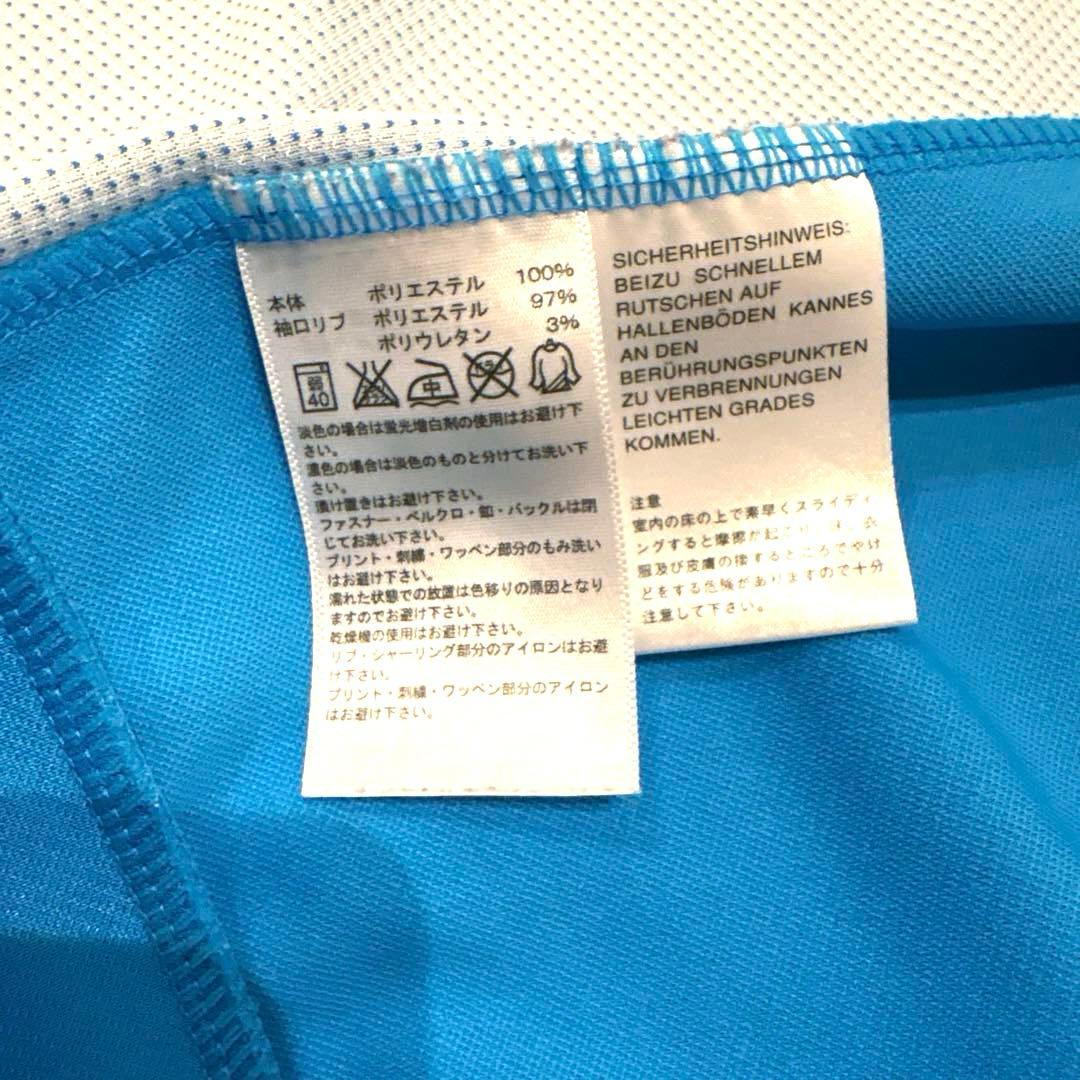 本体 ポリエステル 100%
袖口リブ ポリエステル 97%
ポリウレタン 3%
弱
40
中
淡色の場合は蛍光増白剤の使用はお避け下
さい。
濃色の場合は淡色のものと分けてお洗い下
さい。
漬け置きはお避け下さい。
ファスナー・ベルクロ・釦・バックルは閉
じてお洗い下さい。
プリント・刺繍・ワッペン部分のもみ洗い
はお避け下さい。
濡れた状態での放置は色移りの原因となり
ますのでお避け下さい。
乾燥機の使用はお避け下さい。
リブ・シャーリング部分のアイロンはお避
け下さい。
プリント・刺繍・ワッペン部分のアイロン
はお避け下さい。
SICHERHEITSHINWEIS:
BEIZU SCHNELLEM
RUTSCHEN AUF
HALLENBÖDEN KANNES
AN DEN
BERÜHRUNGSPUNKTEN
ZU VERBRENNUNGEN
LEICHTEN GRADES
KOMMEN.
注意
室内の床の上で素早くスライディ
ングすると摩擦が起こり、衣
服及び皮膚の接するところでやけ
どをする危険がありますので十分
注意して下さい。